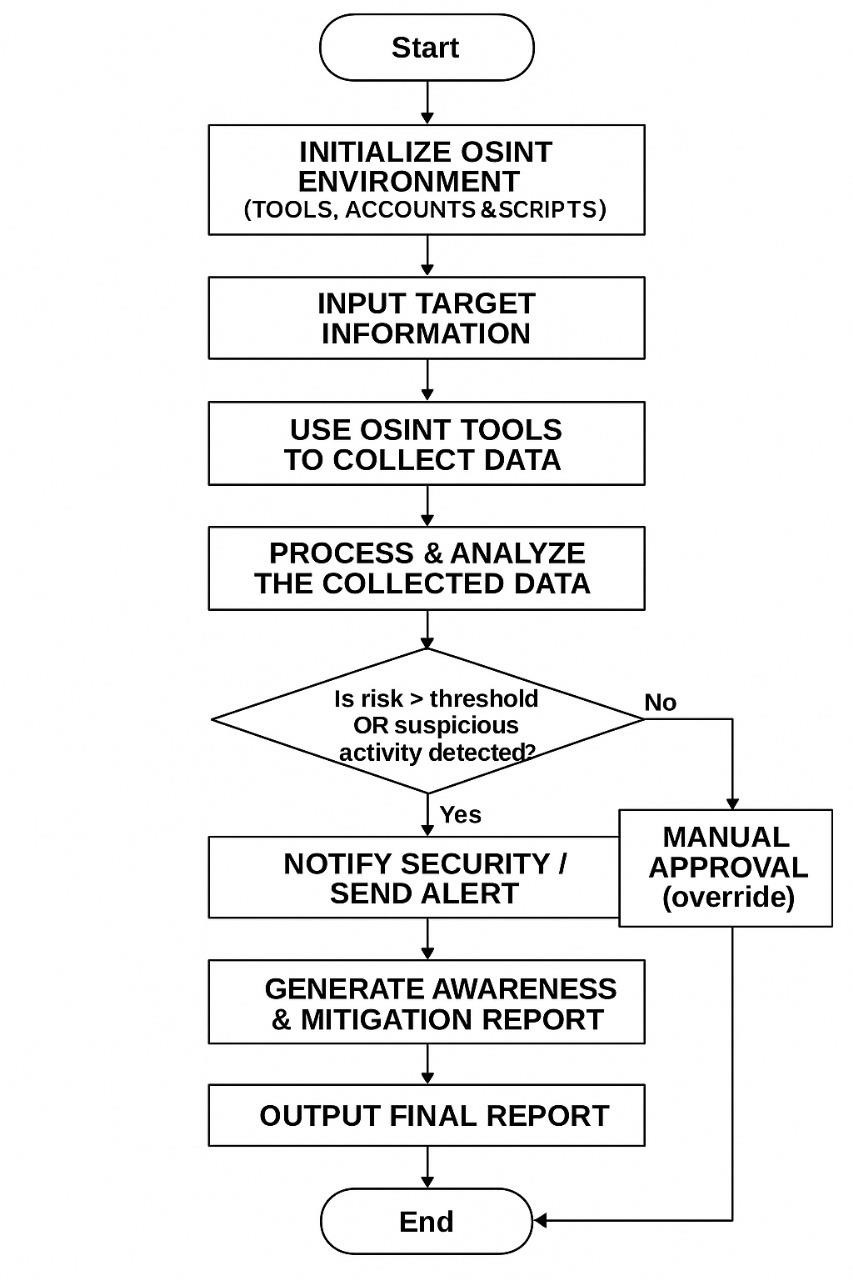 Start
INITIALIZE OSINT
ENVIRONMENT
(TOOLS, ACCOUNTS & SCRIPTS)
INPUT TARGET
INFORMATION
USE OSINT TOOLS
TO COLLECT DATA
PROCESS & ANALYZE
THE COLLECTED DATA
Is risk > threshold
OR suspicious
activity detected?
No
Yes
NOTIFY SECURITY /
SEND ALERT
MANUAL
APPROVAL
(override)
GENERATE AWARENESS
& MITIGATION REPORT
OUTPUT FINAL REPORT
End